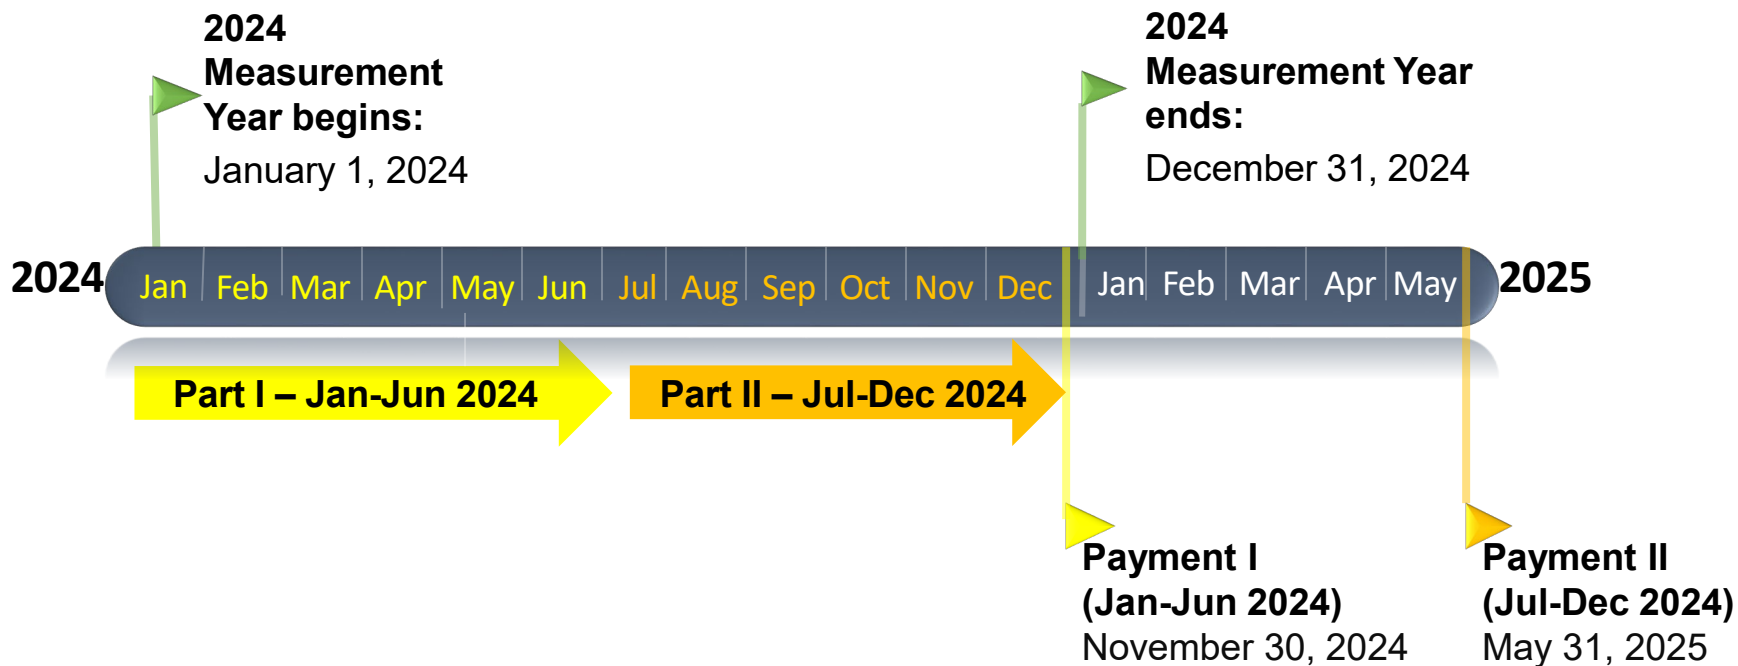 2024
Measurement
Year begins:
January 1, 2024
2024
Measurement Year
ends:
December 31, 2024
2024 Jan Feb Mar Apr May Jun Jul Aug Sep Oct Nov Dec Jan Feb Mar Apr May 2025
Part I – Jan-Jun 2024
Part II – Jul-Dec 2024
Payment I
(Jan-Jun 2024)
November 30, 2024
Payment II
(Jul-Dec 2024)
May 31, 2025